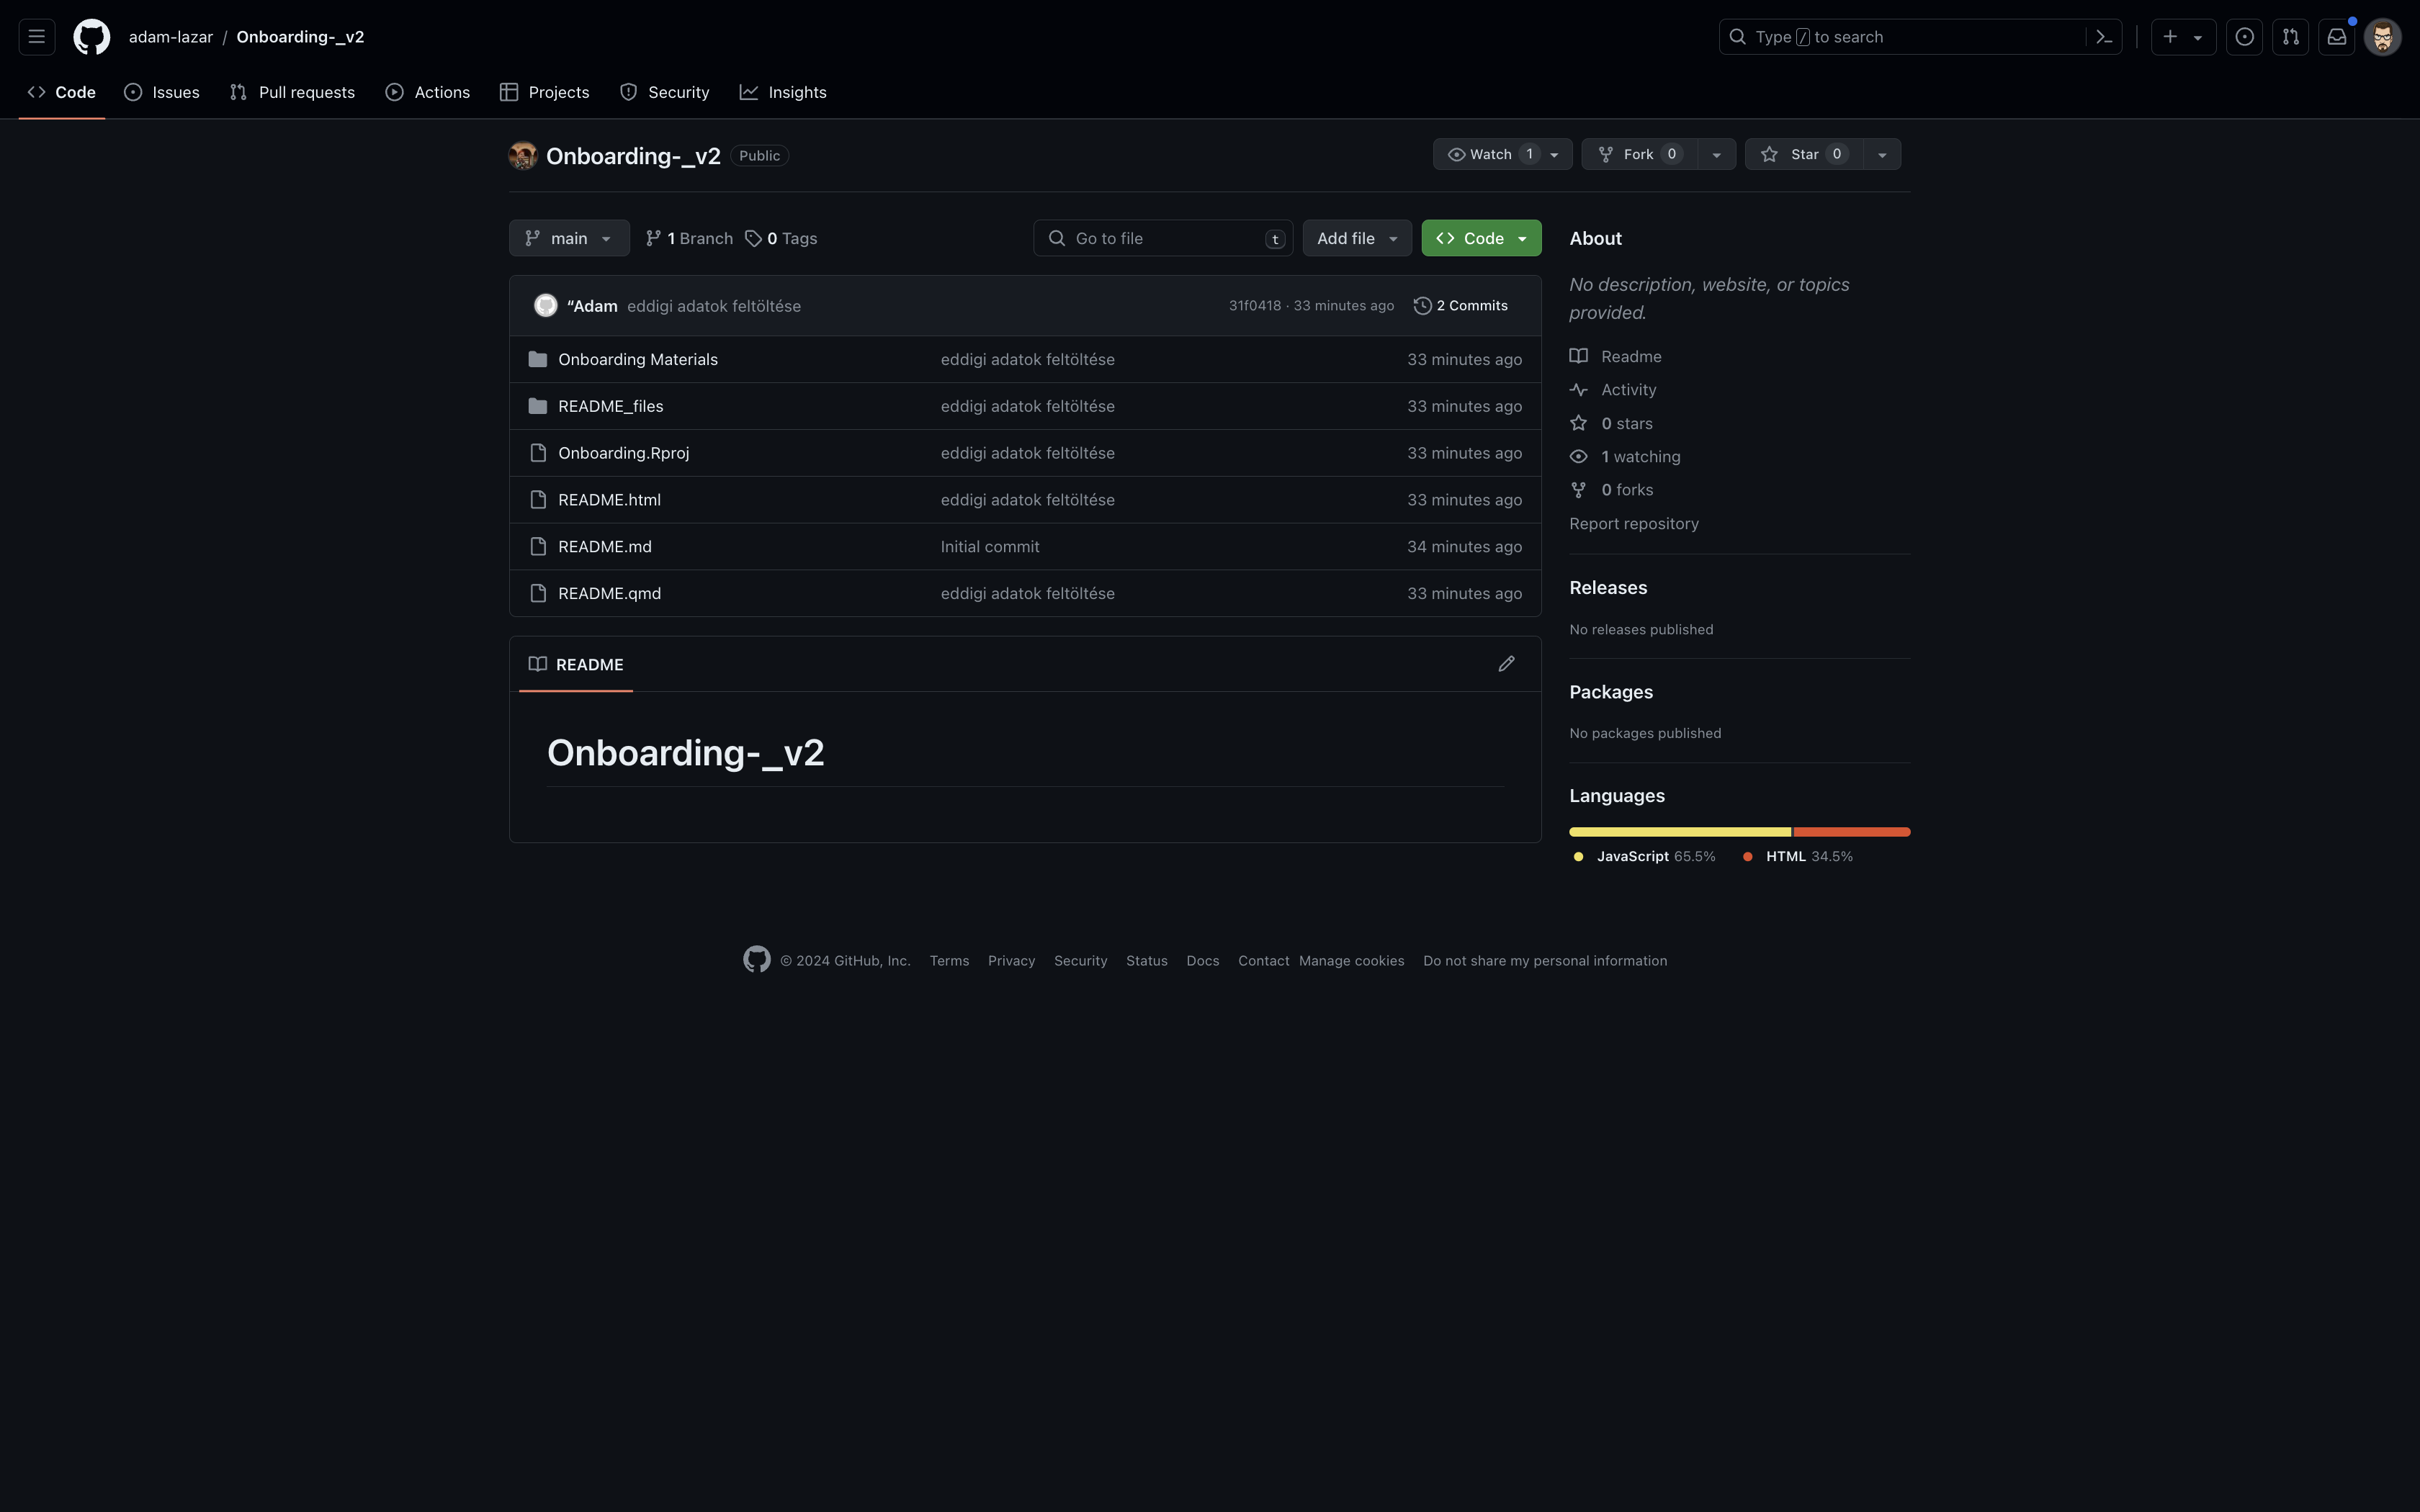 adam-lazar / Onboarding-_v2
Type / to search
Code
Issues
Pull requests
Actions
Projects
Security
Insights
Onboarding-_v2 Public
Watch 1
Fork 0
Star 0
main
1 Branch
0 Tags
Go to file t
Add file
Code
“Adam eddigi adatok feltöltése 31f0418 · 33 minutes ago 2 Commits
Onboarding Materials eddigi adatok feltöltése 33 minutes ago
README_files eddigi adatok feltöltése 33 minutes ago
Onboarding.Rproj eddigi adatok feltöltése 33 minutes ago
README.html eddigi adatok feltöltése 33 minutes ago
README.md Initial commit 34 minutes ago
README.qmd eddigi adatok feltöltése 33 minutes ago
README
Onboarding-_v2
About
No description, website, or topics
provided.
Readme
Activity
0 stars
1 watching
0 forks
Report repository
Releases
No releases published
Packages
No packages published
Languages
JavaScript 65.5% HTML 34.5%
© 2024 GitHub, Inc. Terms Privacy Security Status Docs Contact Manage cookies Do not share my personal information